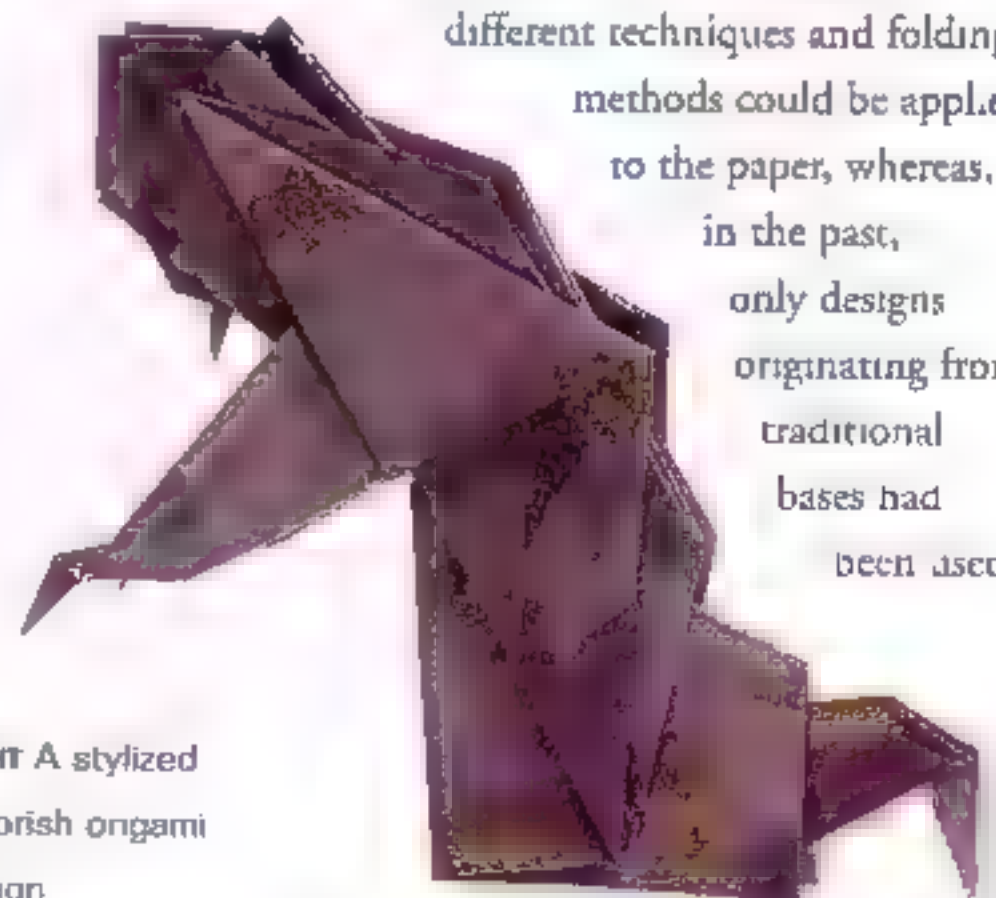 different techniques and folding
methods could be applie
to the paper, whereas,
in the past,
only designs
originating from
traditional
bases had
been used
A stylized
origami